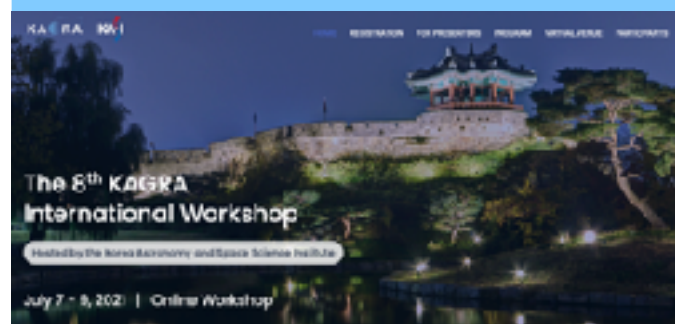 KAGRA KASI
HOME REGISTRATION FOR PRESENTERS PROGRAM VIRTUAL VENUE PARTICIPANTS
The 8th KAGRA
International Workshop
Hosted by the Korea Astronomy and Space Science Institute
July 7 - 9, 2021 | Online Workshop